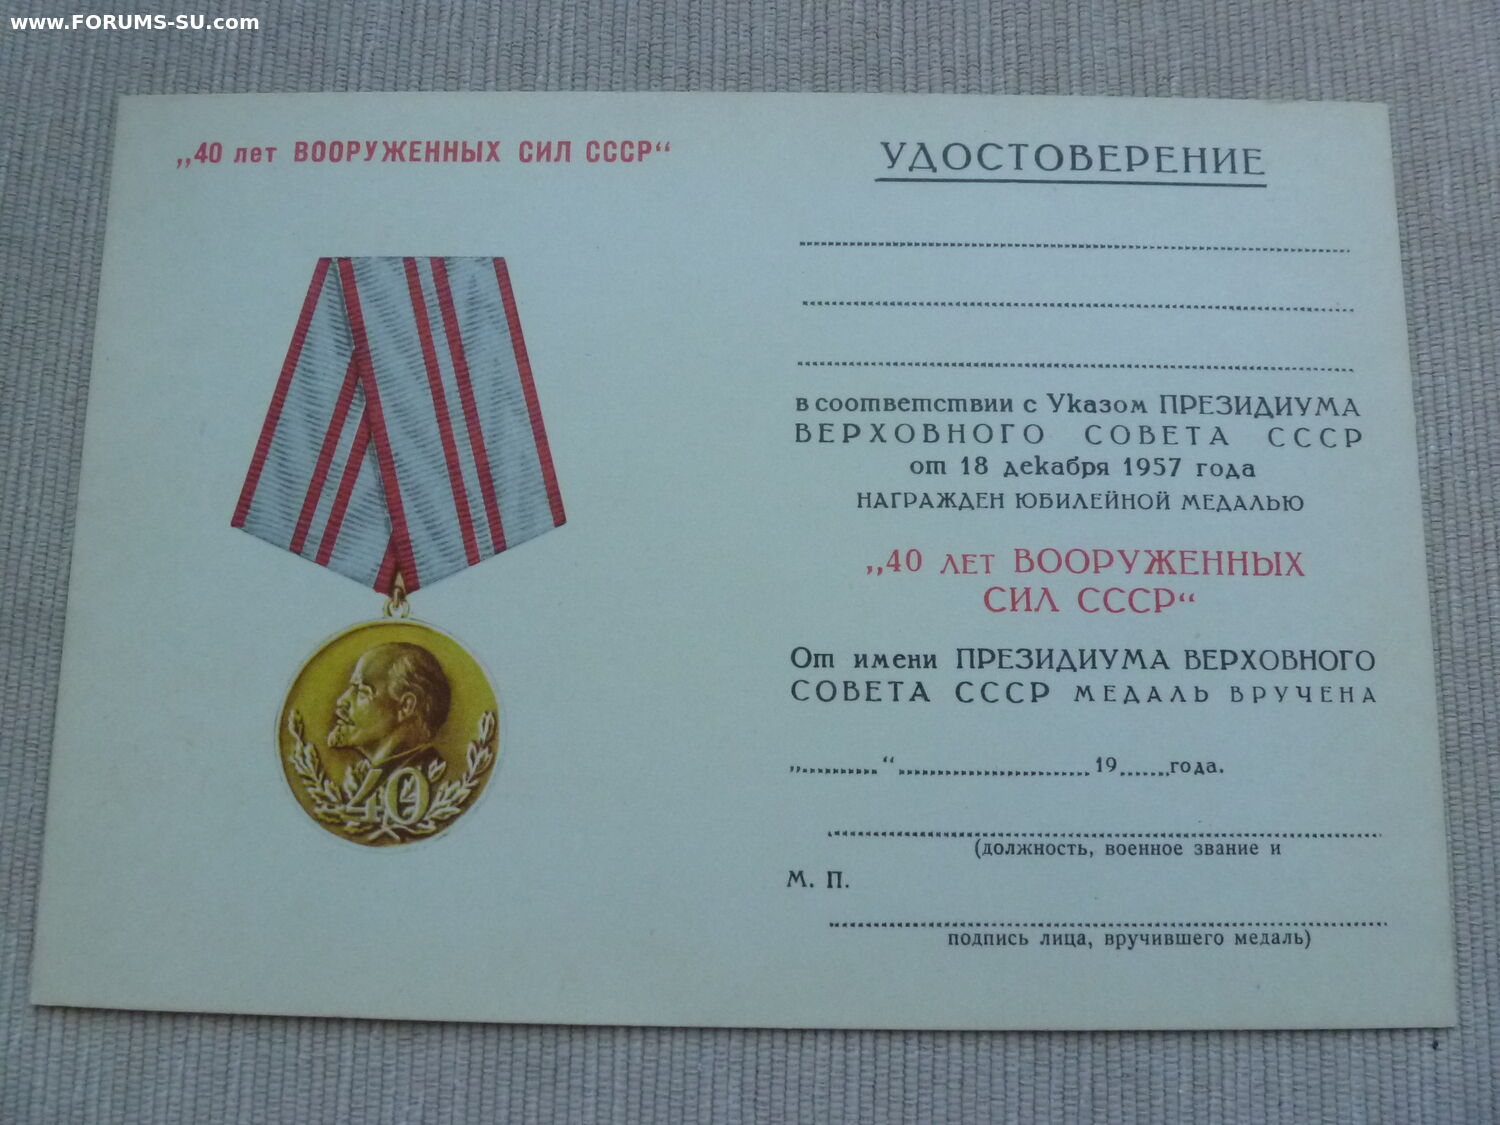 www.FORUMS-SU.com
„40 лет ВООРУЖЕННЫХ СИЛ СССР“
40
УДОСТОВЕРЕНИЕ
в соответствии с Указом ПРЕЗИДИУМА
ВЕРХОВНОГО СОВЕТА СССР
от 18 декабря 1957 года
НАГРАЖДЕН ЮБИЛЕЙНОЙ МЕДАЛЬЮ
„40 ЛЕТ ВООРУЖЕННЫХ
СИЛ СССР“
От имени ПРЕЗИДИУМА ВЕРХОВНОГО
СОВЕТА СССР МЕДАЛЬ ВРУЧЕНА
„..........“ ........................ 19......года.
(должность, военное звание и
М. П.
подпись лица, вручившего медаль)